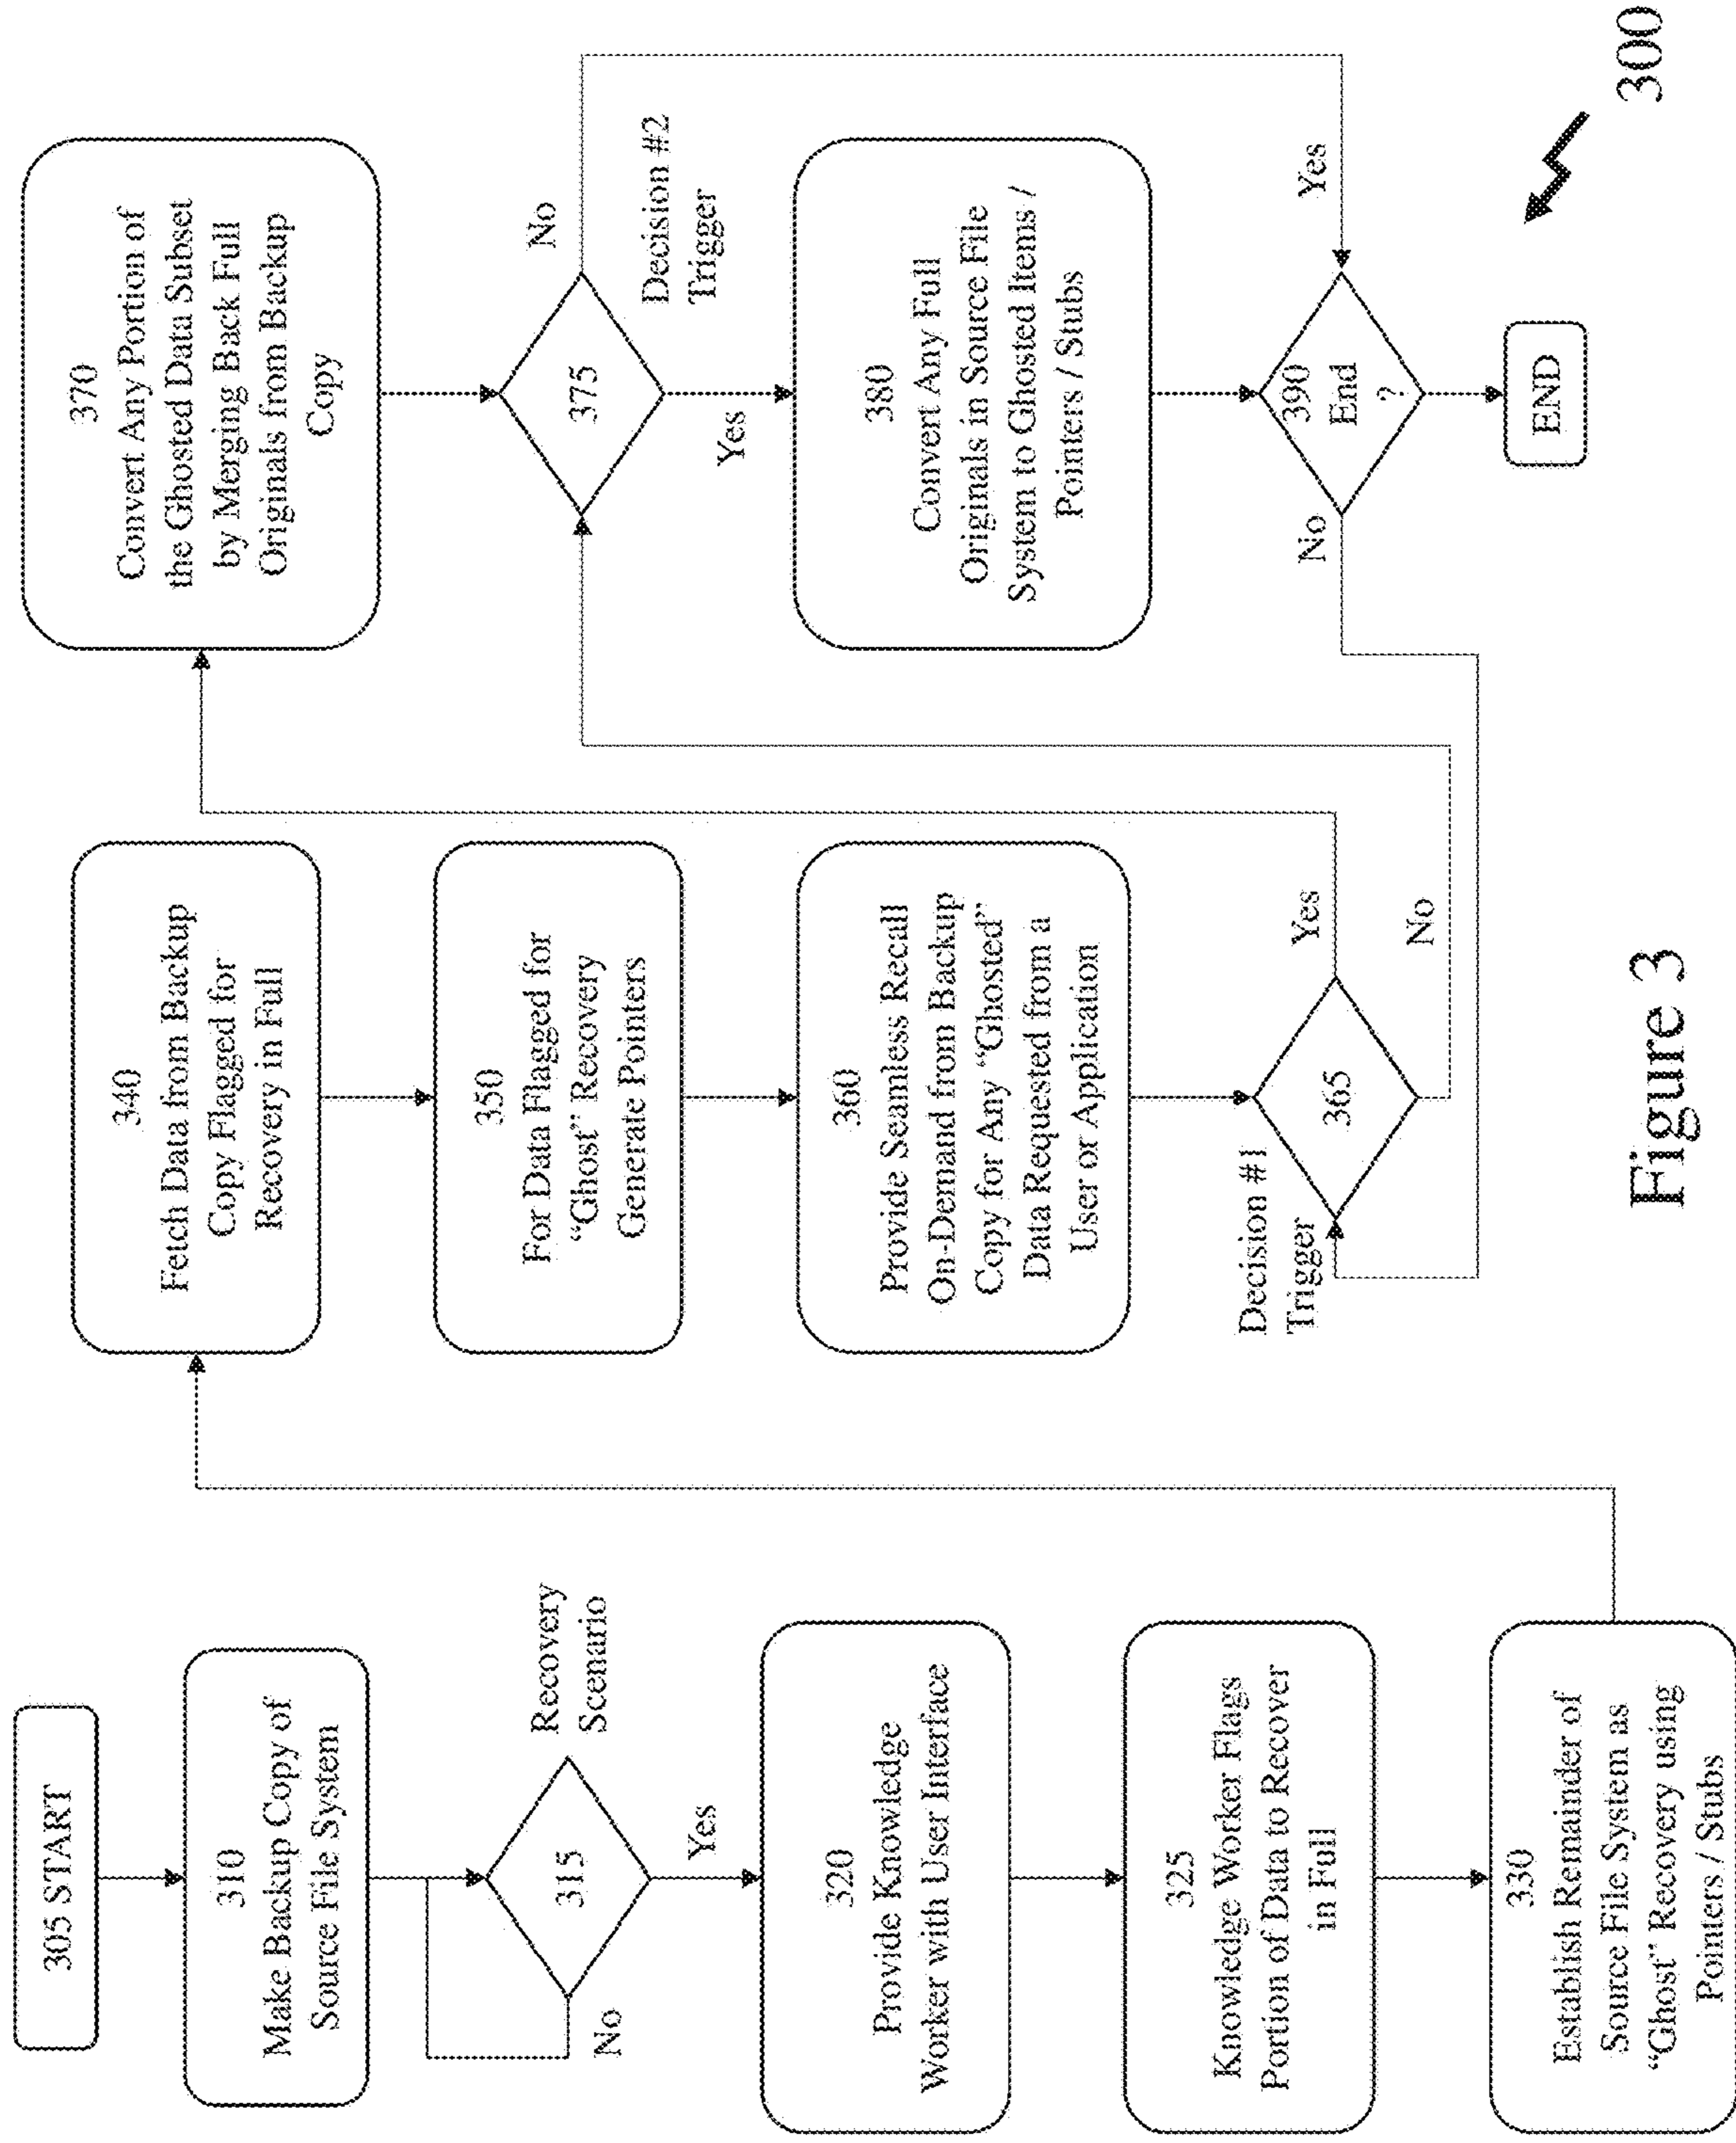 305 START
310
Make Backup Copy of
Source File System
315
Recovery
Scenario
No
Yes
320
Provide Knowledge
Worker with User Interface
325
Knowledge Worker Flags
Portion of Data to Recover
in Full
330
Establish Remainder of
Source File System as
“Ghost” Recovery using
Pointers / Stubs
340
Fetch Data from Backup
Copy Flagged for
Recovery in Full
350
For Data Flagged for
“Ghost” Recovery
Generate Pointers
360
Provide Seamless Recall
On-Demand from Backup
Copy for Any “Ghosted”
Data Requested from a
User or Application
Decision #1
Trigger
365
Yes
No
370
Convert Any Portion of
the Ghosted Data Subset
by Merging Back Full
Originals from Backup
Copy
375
No
Decision #2
Trigger
Yes
380
Convert Any Full
Originals in Source File
System to Ghosted Items /
Pointers / Stubs
No
390
End
?
Yes
END
Figure 3
300